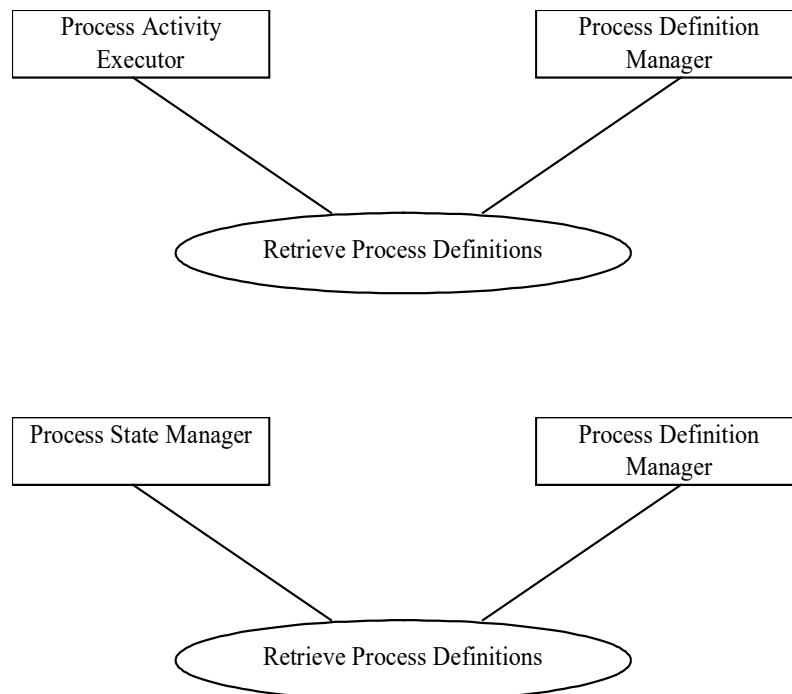 Process Activity
Executor
Process Definition
Manager
Retrieve Process Definitions
Process State Manager
Process Definition
Manager
Retrieve Process Definitions